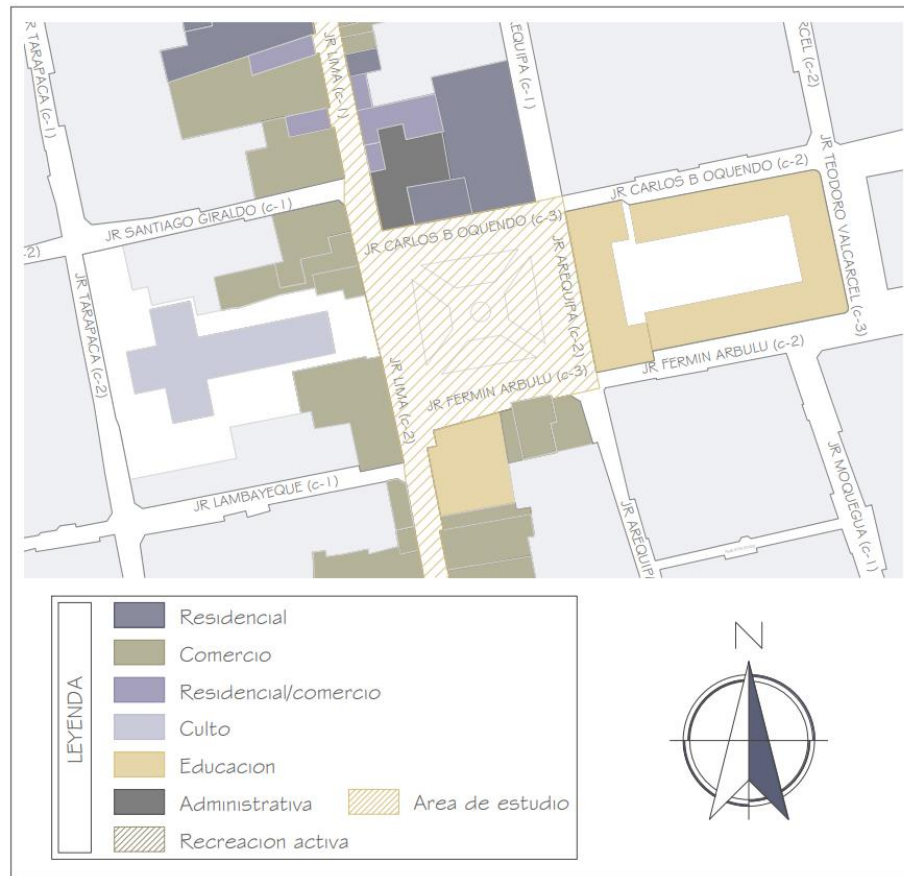 JR TARAPACA (c-1)
JR LIMA (c-1)
AREQUIPA (c-1)
RCEL (c-2)
JR TEODORO VALCARCEL (c-3)
JR CARLOS B OQUENDO (c-2)
JR SANTIAGO GIRALDO (c-1)
JR CARLOS B OQUENDO (c-3)
-2)
JR TARAPACA (c-2)
JR AREQUIPA (c-2)
JR LIMA (c-2)
JR FERMIN ARBULU (c-3)
JR FERMIN ARBULU (c-2)
JR LAMBAYEQUE (c-1)
JR AREQUIPA
JR MOQUEGUA (c-1)
LEYENDA
Residencial
Comercio
Residencial/comercio
Culto
Educacion
Administrativa
Area de estudio
Recreacion activa
N